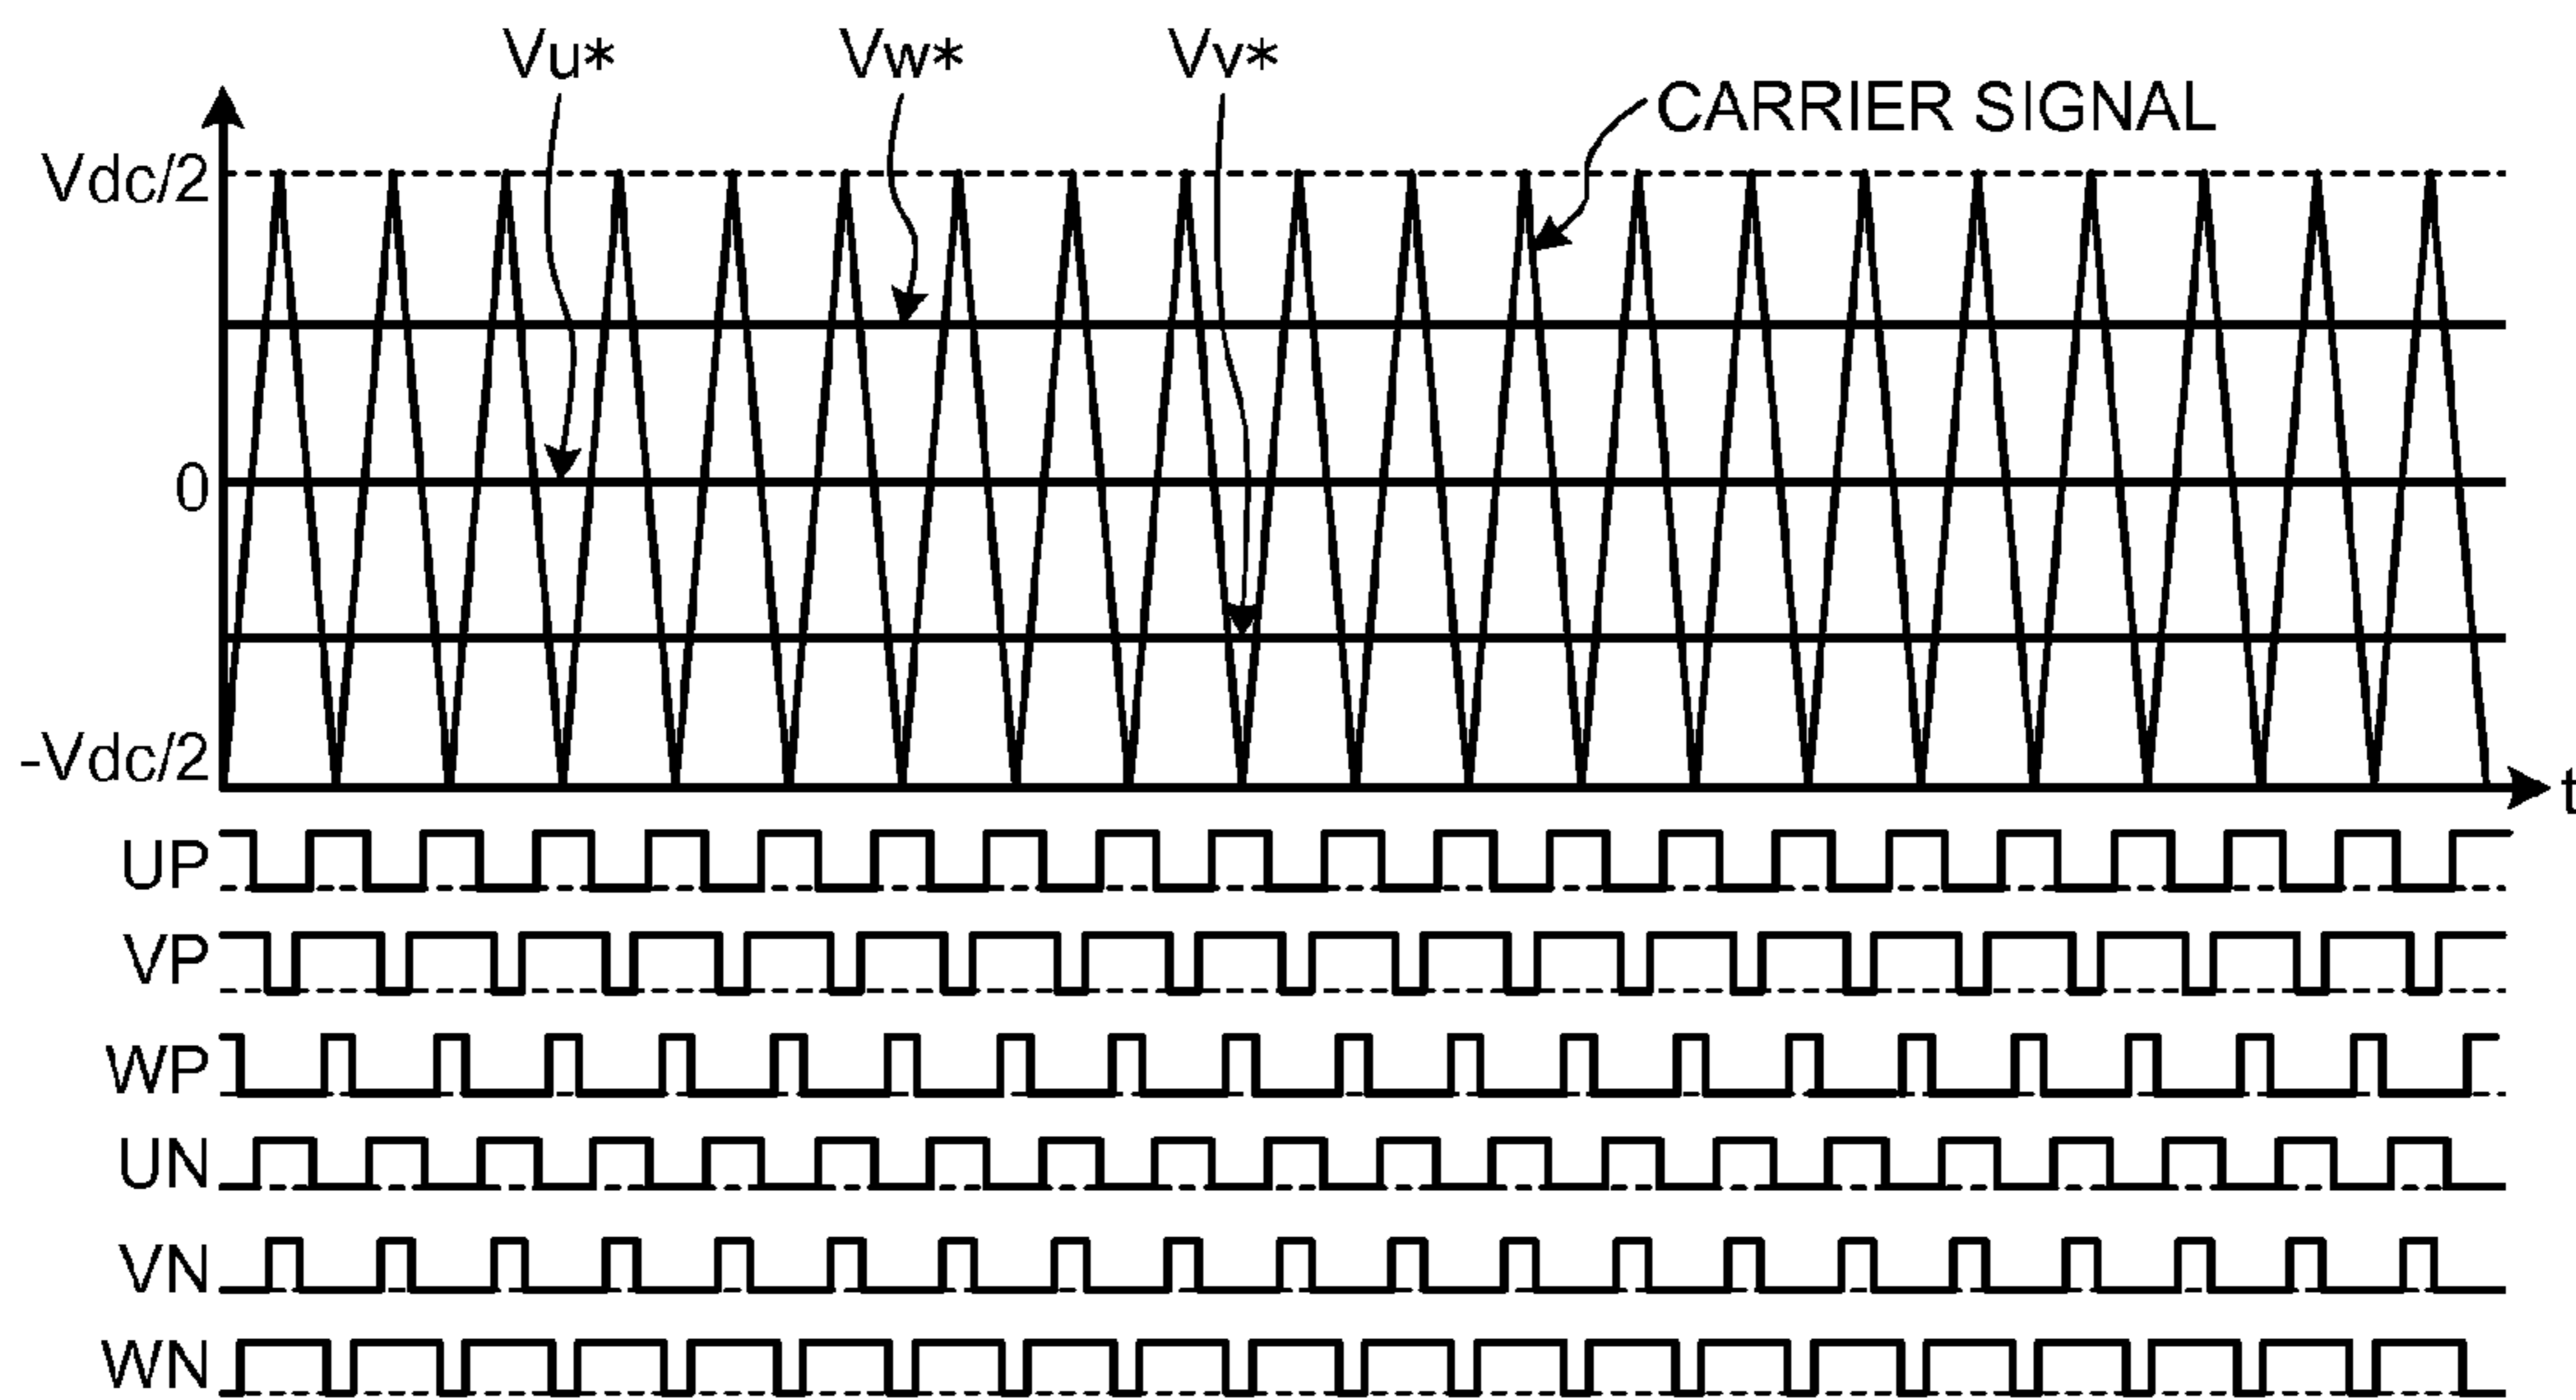 Vu* Vw* Vv*
CARRIER SIGNAL
Vdc/2
0
-Vdc/2
t
UP
VP
WP
UN
VN
WN